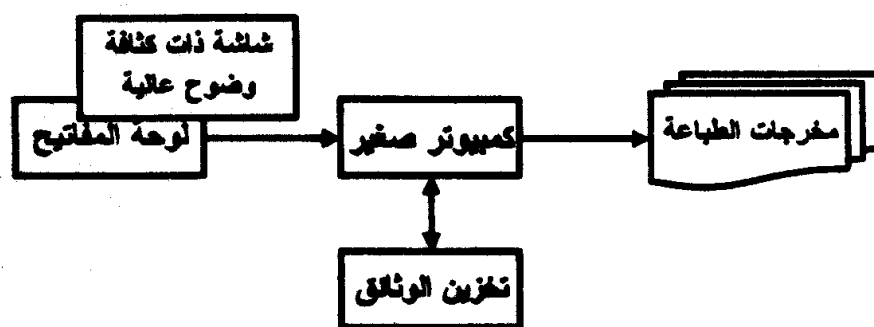 شاشة ذات كثافة
وضوح عالية
لوحة المفاتيح
كمبيوتر صغير
مخرجات الطباعة
تخزين الوثائق